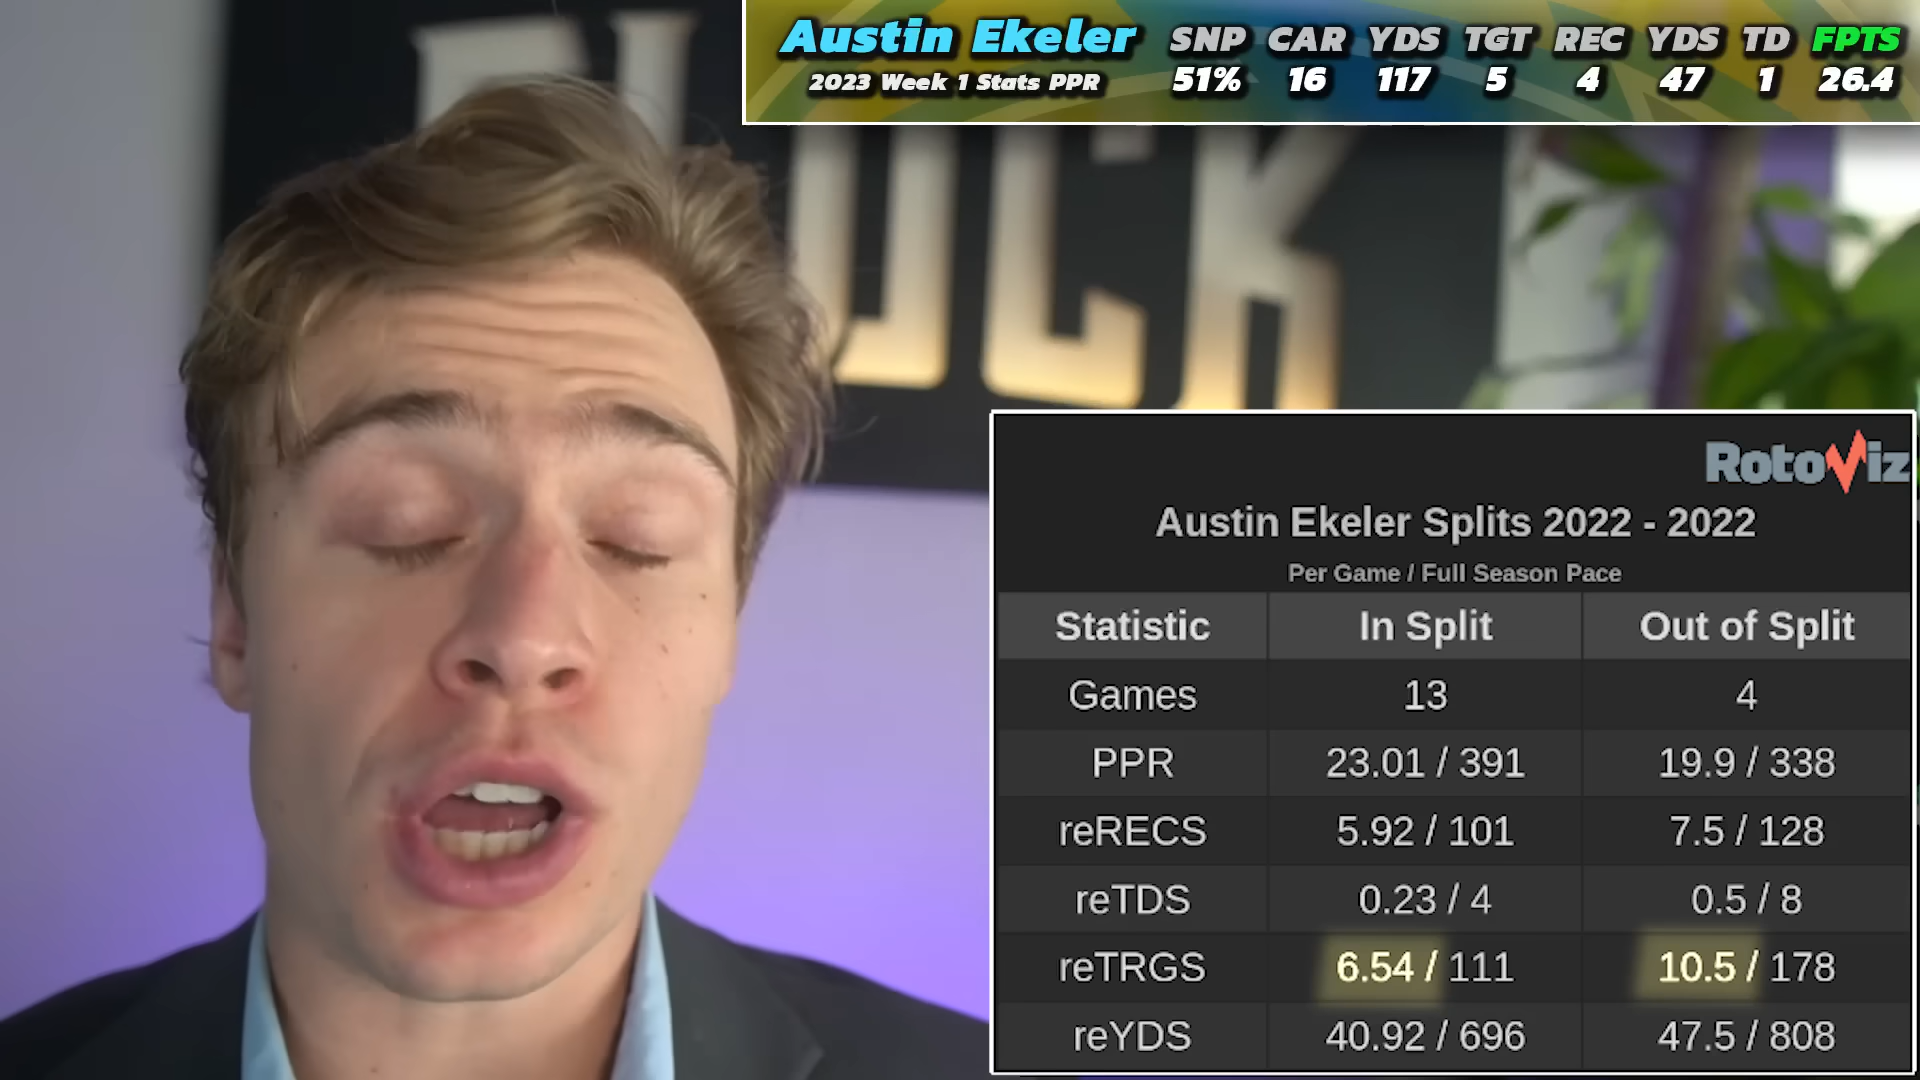 Austin Ekeler SNP CAR YDS TGT REC YDS TD FPTS
2023 Week 1 Stats PPR 51% 16 117 5 4 47 1 26.4
RotoViz
Austin Ekeler Splits 2022 - 2022
Per Game / Full Season Pace
Statistic In Split Out of Split
Games 13 4
PPR 23.01 / 391 19.9 / 338
reRECS 5.92 / 101 7.5 / 128
reTDS 0.23 / 4 0.5 / 8
reTRGS 6.54 / 111 10.5 / 178
reYDS 40.92 / 696 47.5 / 808